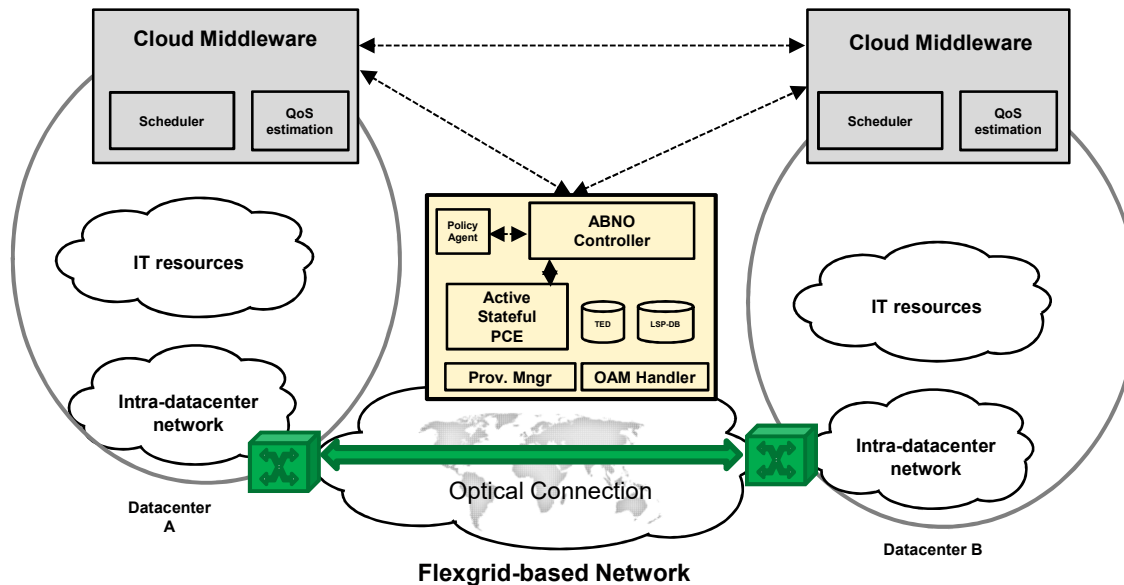 Cloud Middleware
Scheduler
QoS
estimation
Cloud Middleware
Scheduler
QoS
estimation
IT resources
Intra-datacenter
network
Datacenter
A
Policy
Agent
ABNO
Controller
Active
Stateful
PCE
TED
LSP-DB
Prov. Mngr
OAM Handler
Optical Connection
Flexgrid-based Network
IT resources
Intra-datacenter
network
Datacenter B